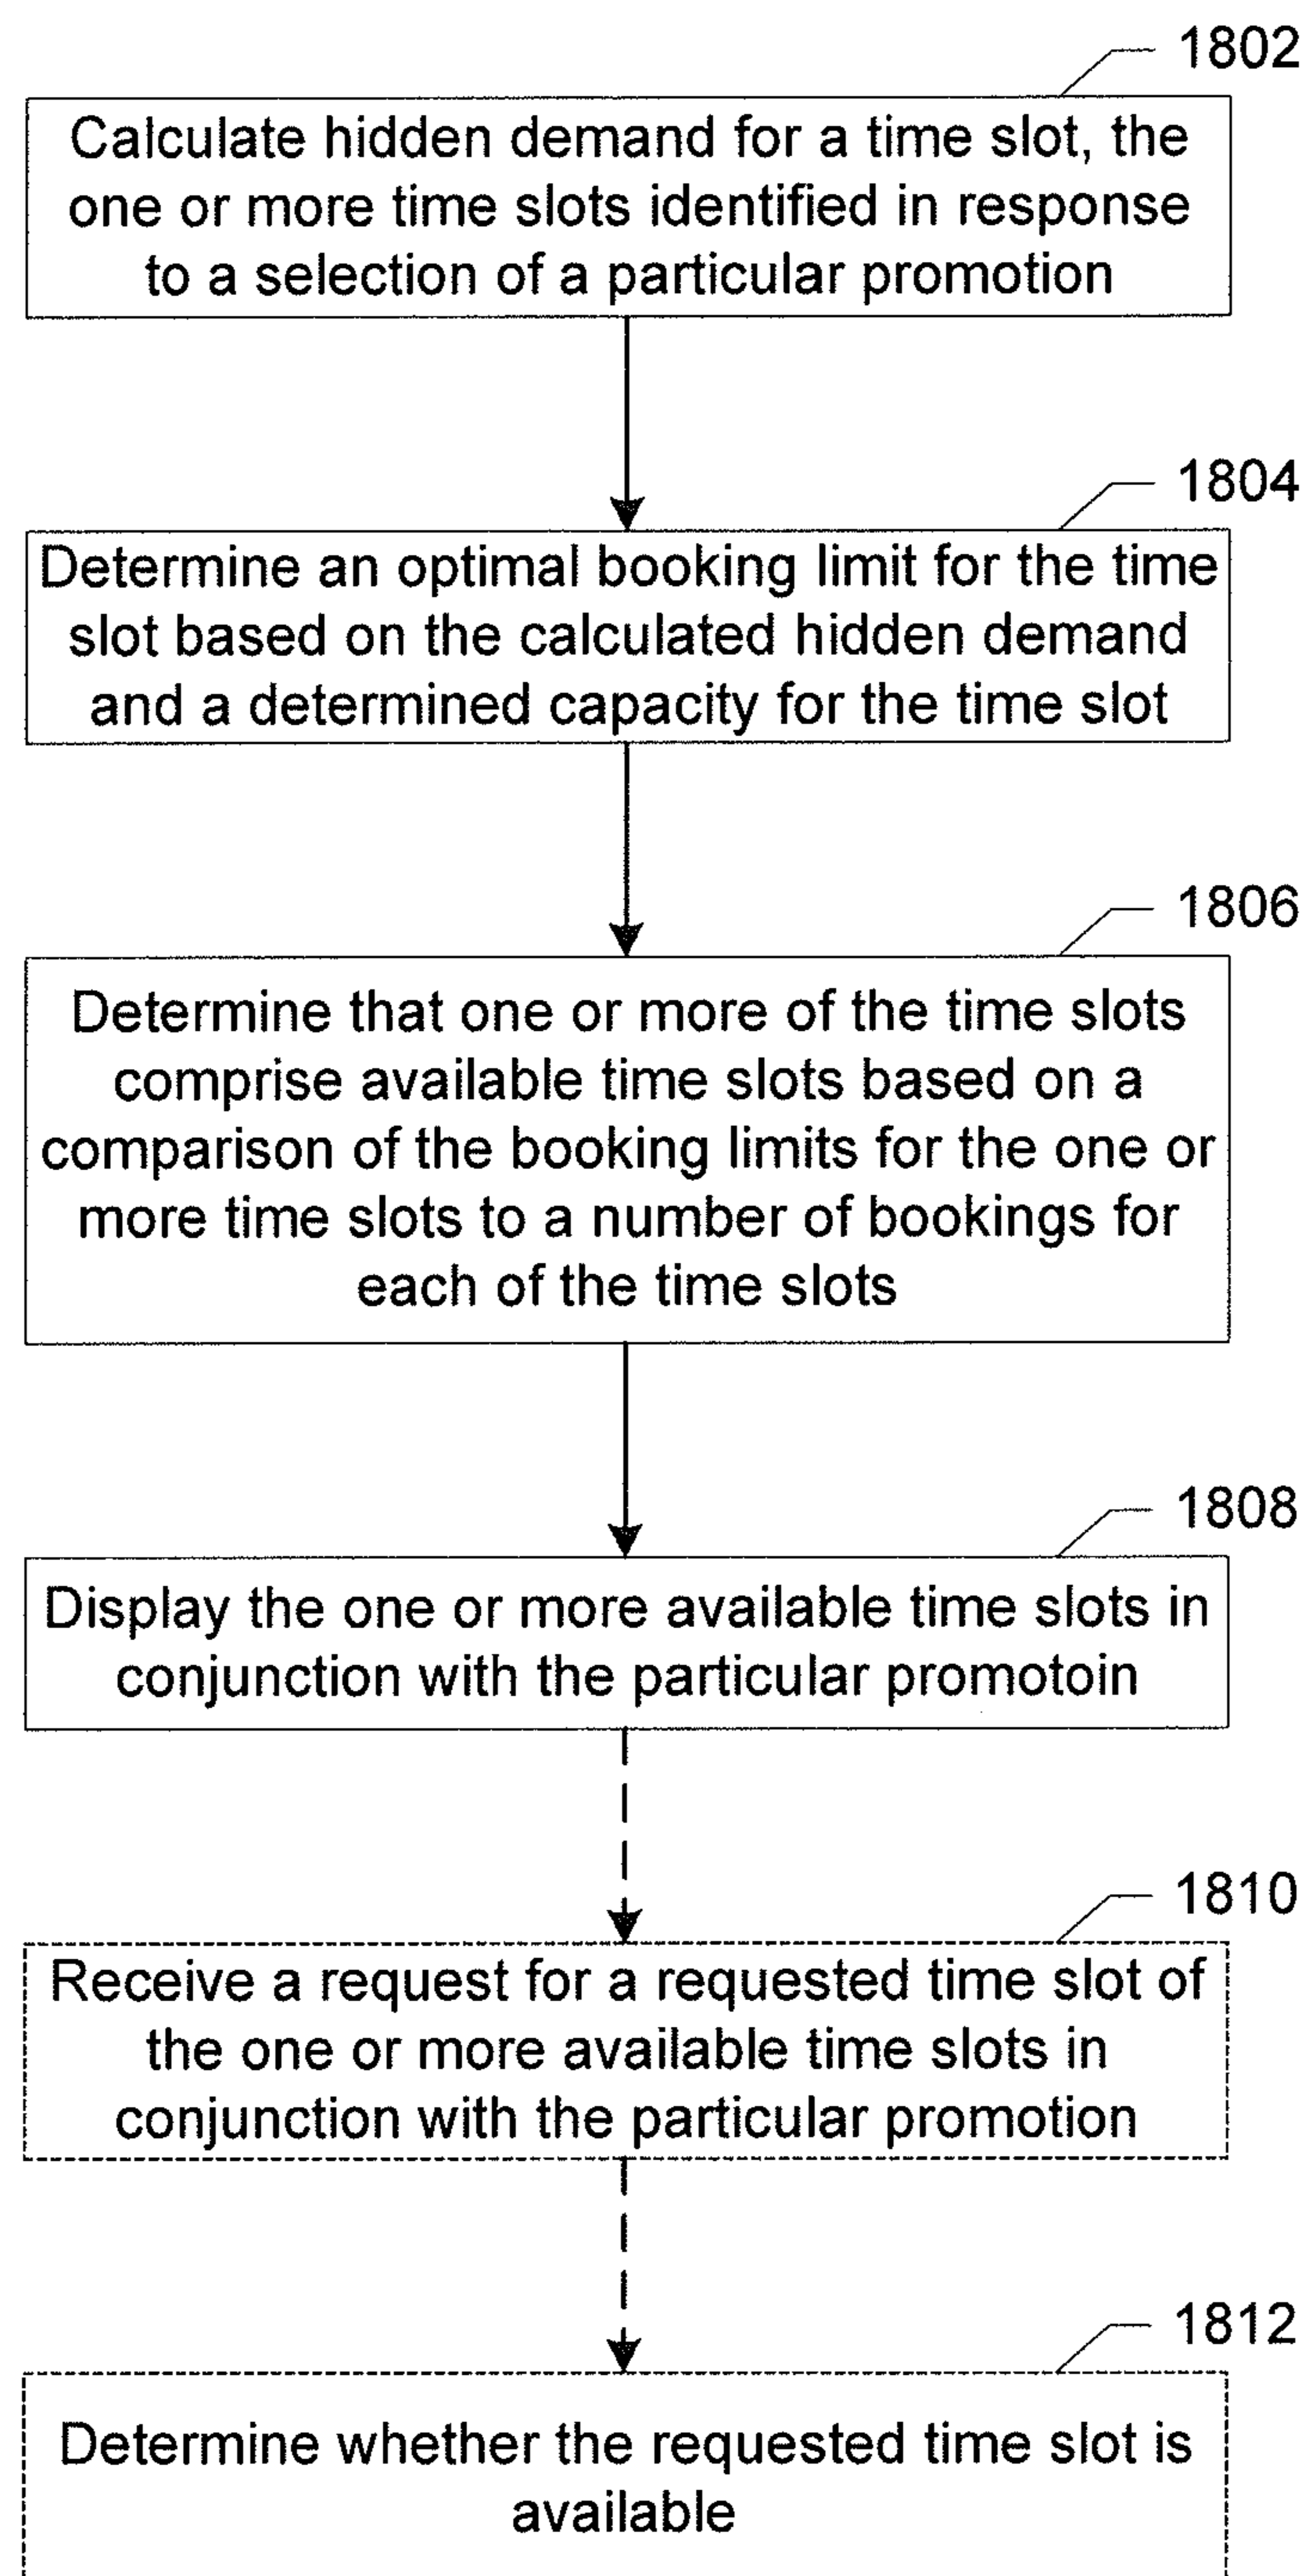 1802
Calculate hidden demand for a time slot, the
one or more time slots identified in response
to a selection of a particular promotion
1804
Determine an optimal booking limit for the time
slot based on the calculated hidden demand
and a determined capacity for the time slot
1806
Determine that one or more of the time slots
comprise available time slots based on a
comparison of the booking limits for the one or
more time slots to a number of bookings for
each of the time slots
1808
Display the one or more available time slots in
conjunction with the particular promotoin
1810
Receive a request for a requested time slot of
the one or more available time slots in
conjunction with the particular promotion
1812
Determine whether the requested time slot is
available